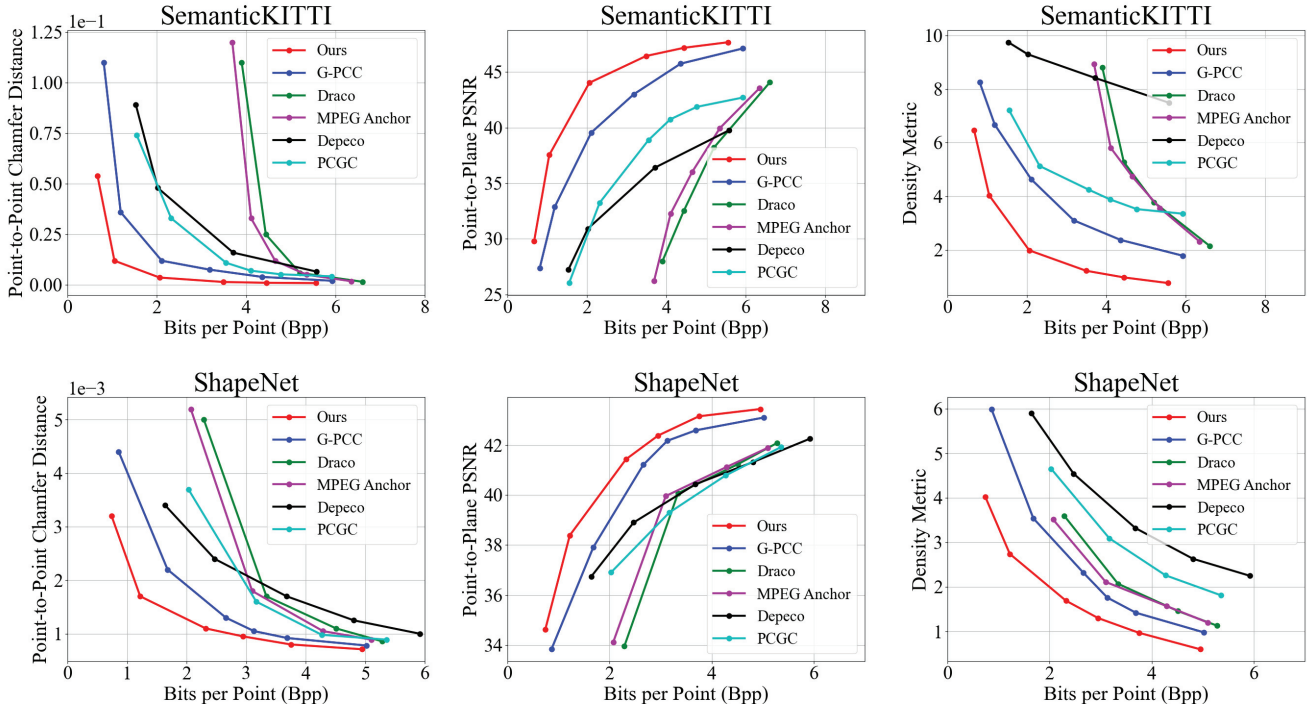 SemanticKITTI
1e−1
Point-to-Point Chamfer Distance
1.25
1.00
0.75
0.50
0.25
0.00
0 2 4 6 8
Bits per Point (Bpp)
Ours
G-PCC
Draco
MPEG Anchor
Depeco
PCGC
SemanticKITTI
Point-to-Plane PSNR
45
40
35
30
25
0 2 4 6 8
Bits per Point (Bpp)
Ours
G-PCC
Draco
MPEG Anchor
Depeco
PCGC
SemanticKITTI
Density Metric
10
8
6
4
2
0 2 4 6 8
Bits per Point (Bpp)
Ours
G-PCC
Draco
MPEG Anchor
Depeco
PCGC
ShapeNet
1e−3
Point-to-Point Chamfer Distance
5
4
3
2
1
0 1 2 3 4 5 6
Bits per Point (Bpp)
Ours
G-PCC
Draco
MPEG Anchor
Depeco
PCGC
ShapeNet
Point-to-Plane PSNR
42
40
38
36
34
0 2 4 6
Bits per Point (Bpp)
Ours
G-PCC
Draco
MPEG Anchor
Depeco
PCGC
ShapeNet
Density Metric
6
5
4
3
2
1
0 2 4 6
Bits per Point (Bpp)
Ours
G-PCC
Draco
MPEG Anchor
Depeco
PCGC